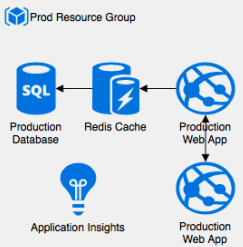 Prod Resource Group
SQL
Production
Database
Redis Cache
Production
Web App
Application Insights
Production
Web App